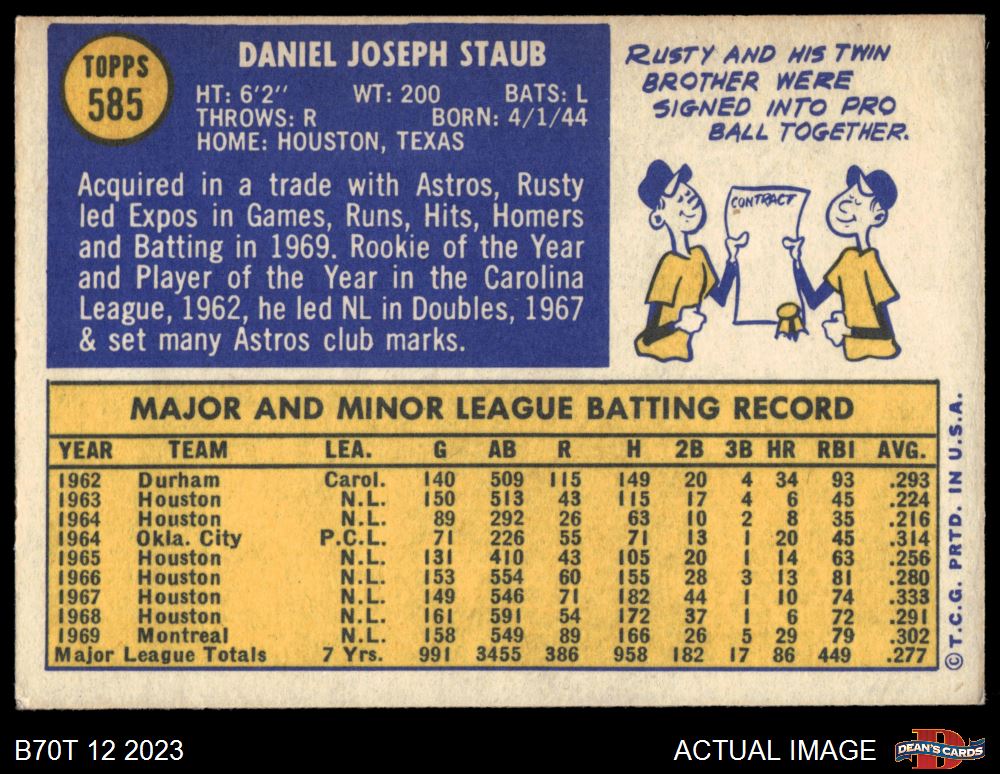 TOPPS
585
DANIEL JOSEPH STAUB
HT: 6'2" WT: 200 BATS: L
THROWS: R BORN: 4/1/44
HOME: HOUSTON, TEXAS
Acquired in a trade with Astros, Rusty
led Expos in Games, Runs, Hits, Homers
and Batting in 1969. Rookie of the Year
and Player of the Year in the Carolina
League, 1962, he led NL in Doubles, 1967
& set many Astros club marks.
RUSTY AND HIS TWIN
BROTHER WERE
SIGNED INTO PRO
BALL TOGETHER.
CONTRACT
MAJOR AND MINOR LEAGUE BATTING RECORD
YEAR TEAM LEA. G AB R H 2B 3B HR RBI AVG.
1962 Durham Carol. 140 509 115 149 20 4 34 93 .293
1963 Houston N.L. 150 513 43 115 17 4 6 45 .224
1964 Houston N.L. 89 292 26 63 10 2 8 35 .216
1964 Okla. City P.C.L. 71 226 55 71 13 1 20 45 .314
1965 Houston N.L. 131 410 43 105 20 1 14 63 .256
1966 Houston N.L. 153 554 60 155 28 3 13 81 .280
1967 Houston N.L. 149 546 71 182 44 1 10 74 .333
1968 Houston N.L. 161 591 54 172 37 1 6 72 .291
1969 Montreal N.L. 158 549 89 166 26 5 29 79 .302
Major League Totals 7 Yrs. 991 3455 386 958 182 17 86 449 .277
© T.C.G. PRTD. IN U.S.A.
B70T 12 2023
ACTUAL IMAGE
DEAN'S CARDS